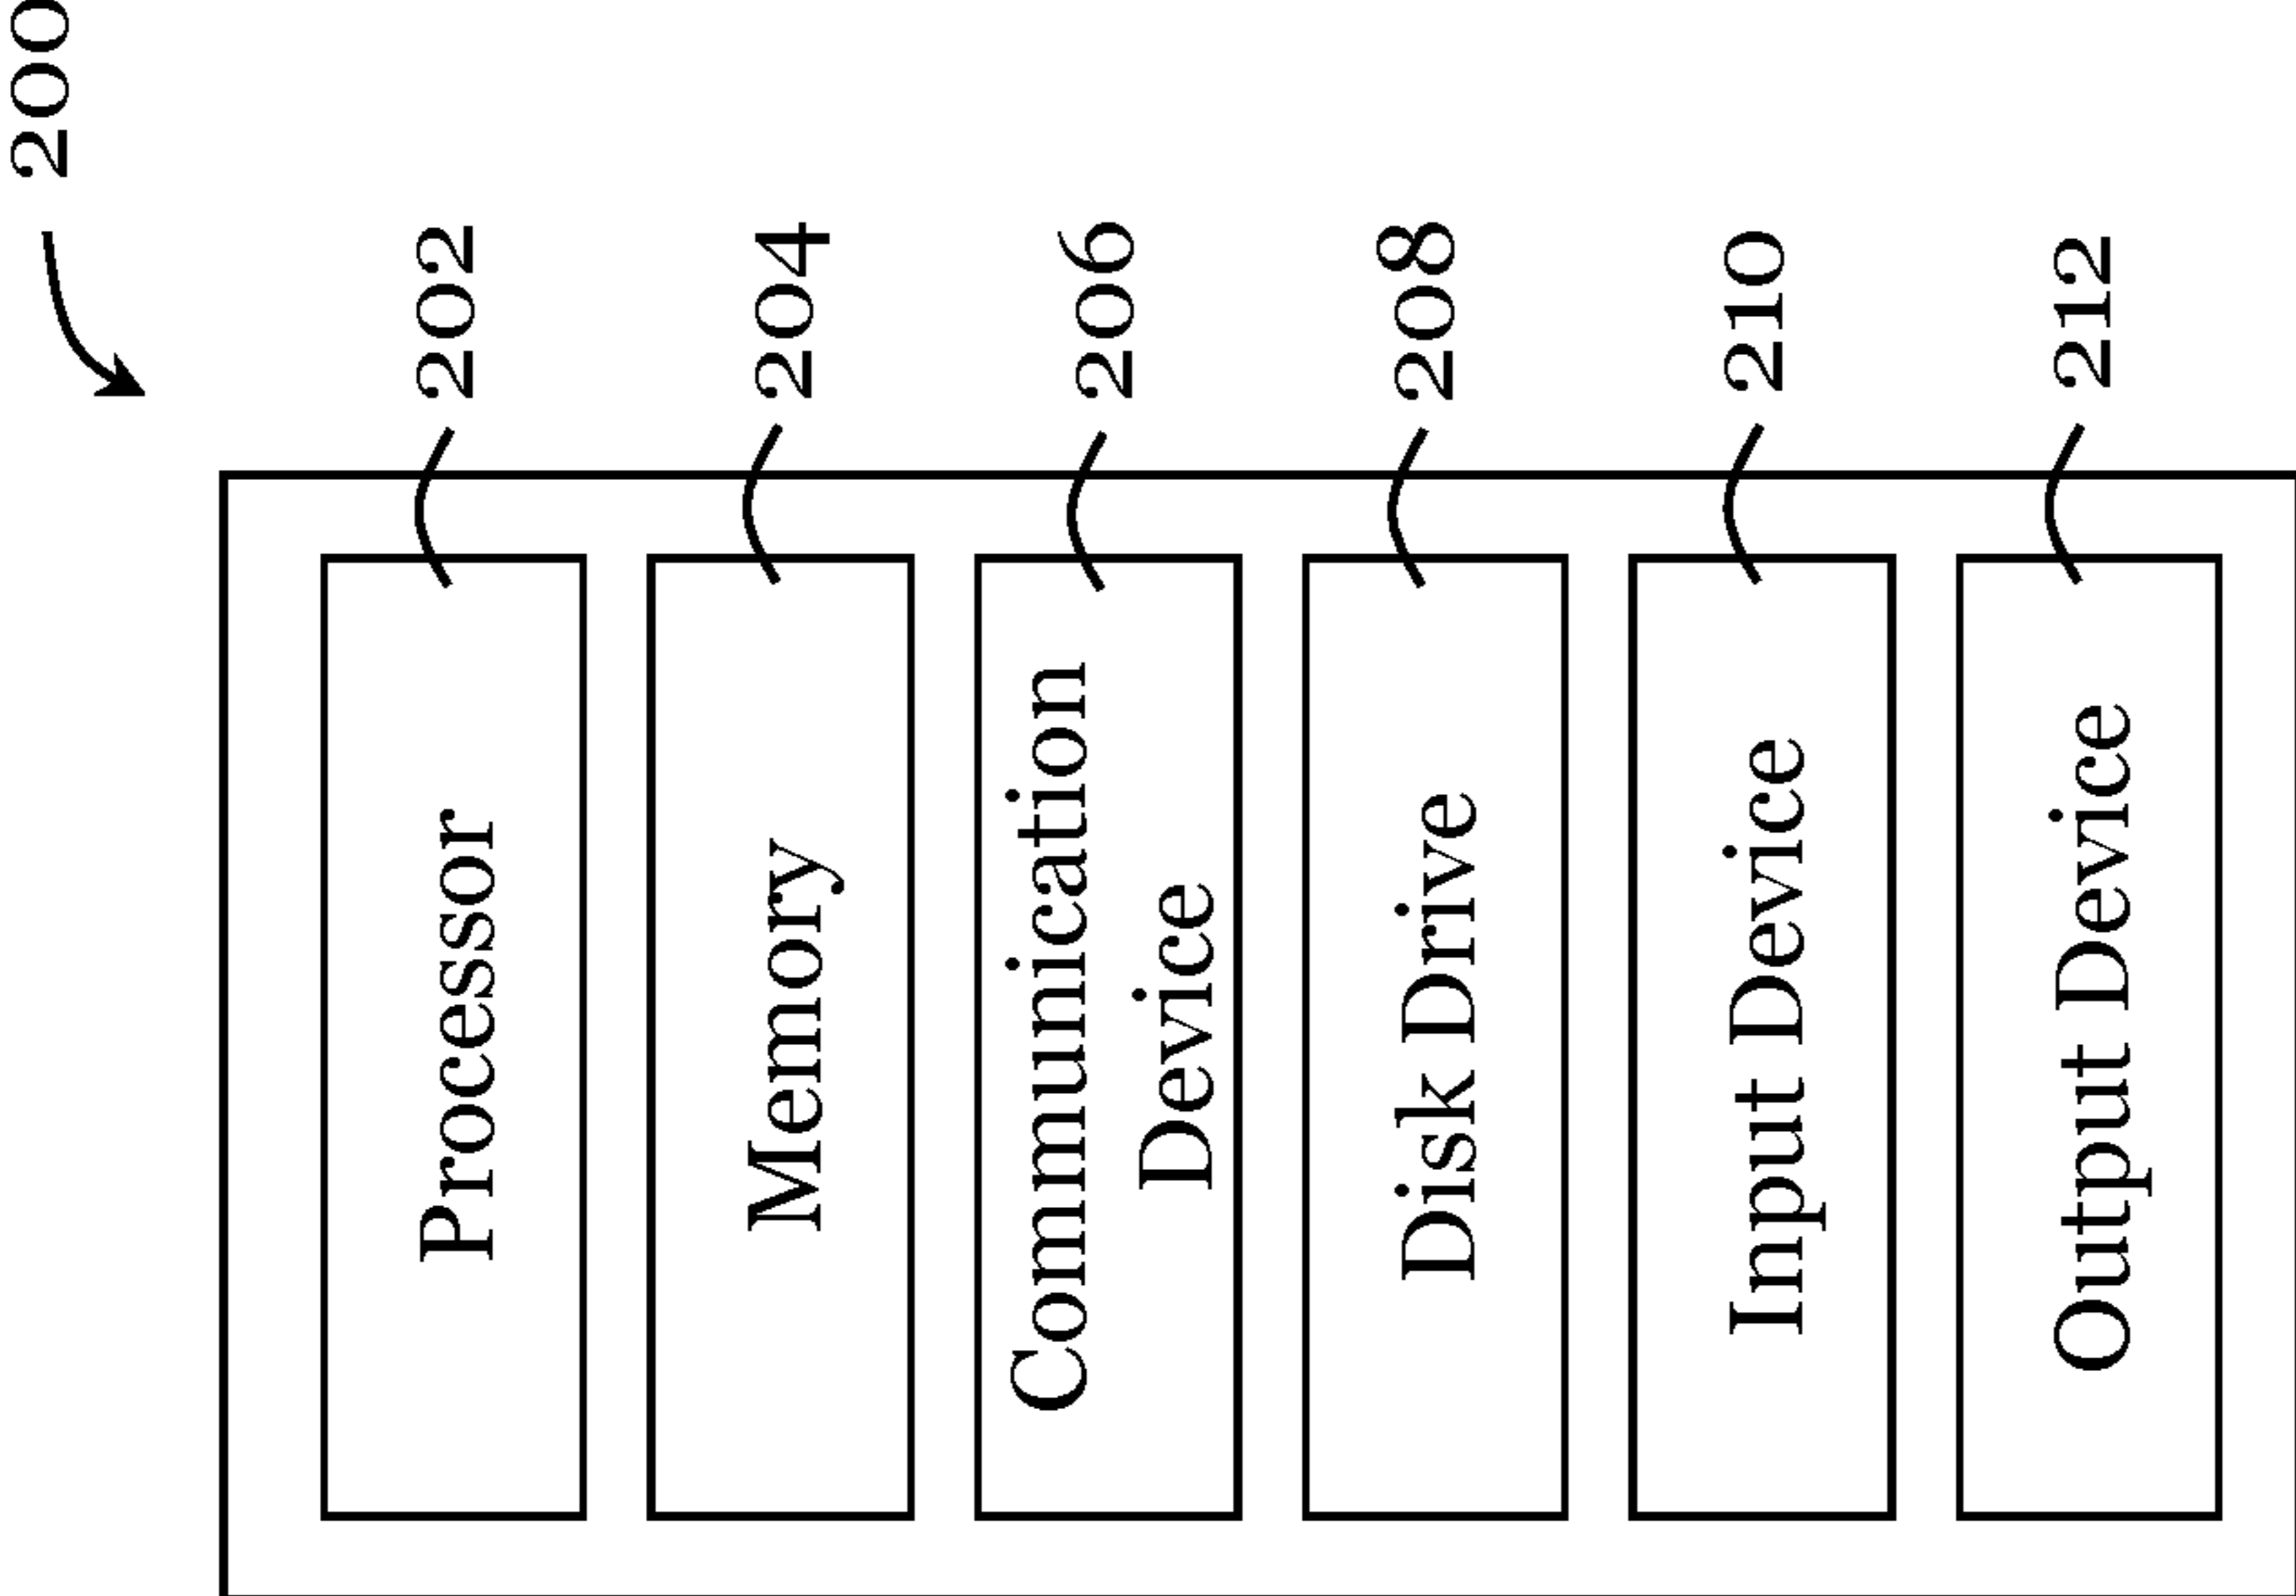 200
Processor
202
Memory
204
Communication
Device
206
Disk Drive
208
Input Device
210
Output Device
212